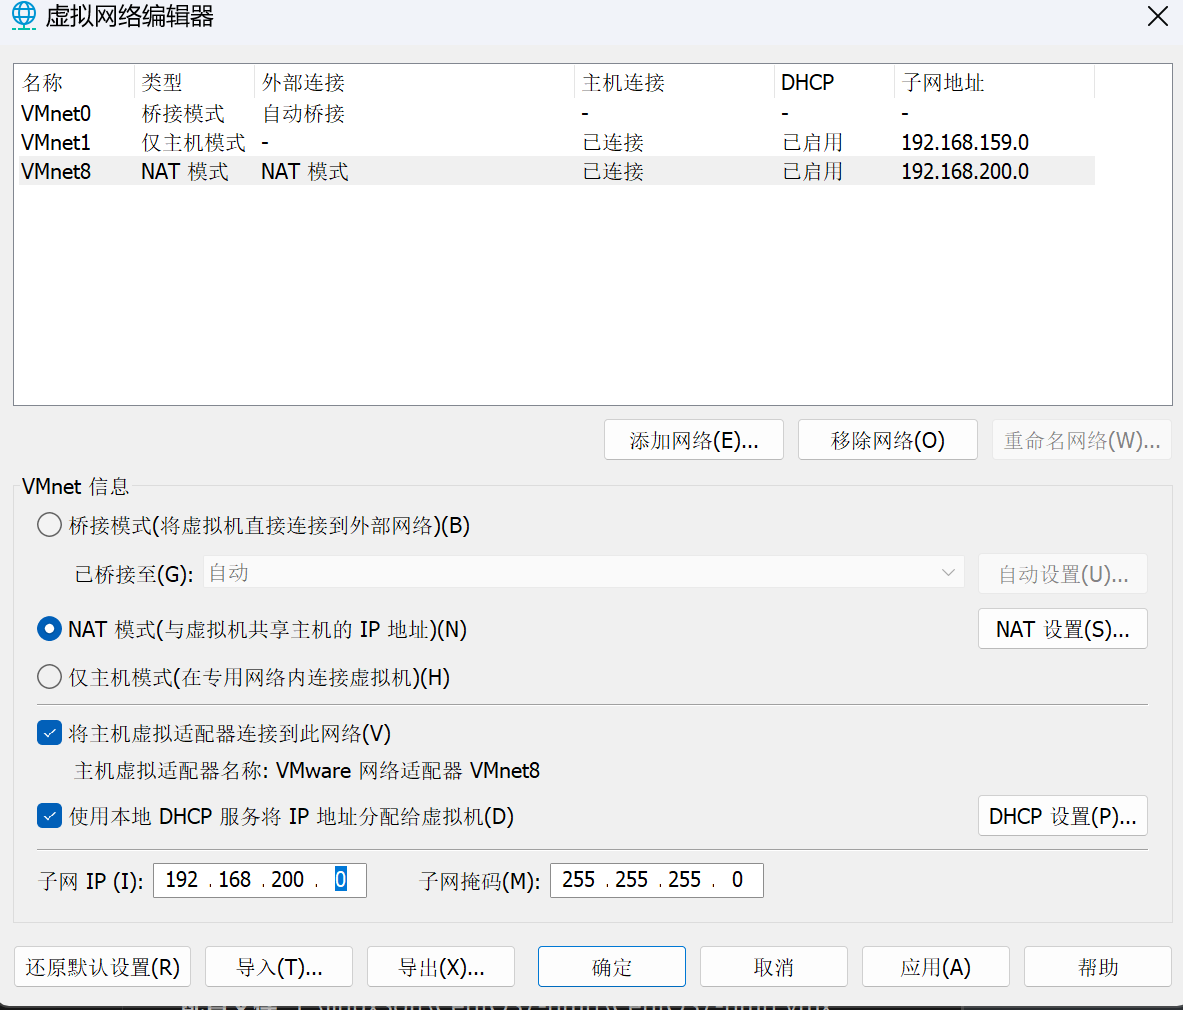 虚拟网络编辑器
名称 类型 外部连接 主机连接 DHCP 子网地址
VMnet0 桥接模式 自动桥接 - - -
VMnet1 仅主机模式 - 已连接 已启用 192.168.159.0
VMnet8 NAT 模式 NAT 模式 已连接 已启用 192.168.200.0
添加网络(E)... 移除网络(O) 重命名网络(W)...
VMnet 信息
桥接模式(将虚拟机直接连接到外部网络)(B)
已桥接至(G): 自动 自动设置(U)...
NAT 模式(与虚拟机共享主机的 IP 地址)(N) NAT 设置(S)...
仅主机模式(在专用网络内连接虚拟机)(H)
将主机虚拟适配器连接到此网络(V)
主机虚拟适配器名称: VMware 网络适配器 VMnet8
使用本地 DHCP 服务将 IP 地址分配给虚拟机(D) DHCP 设置(P)...
子网 IP (I): 192 . 168 . 200 . 0 子网掩码(M): 255 . 255 . 255 . 0
还原默认设置(R) 导入(T)... 导出(X)... 确定 取消 应用(A) 帮助